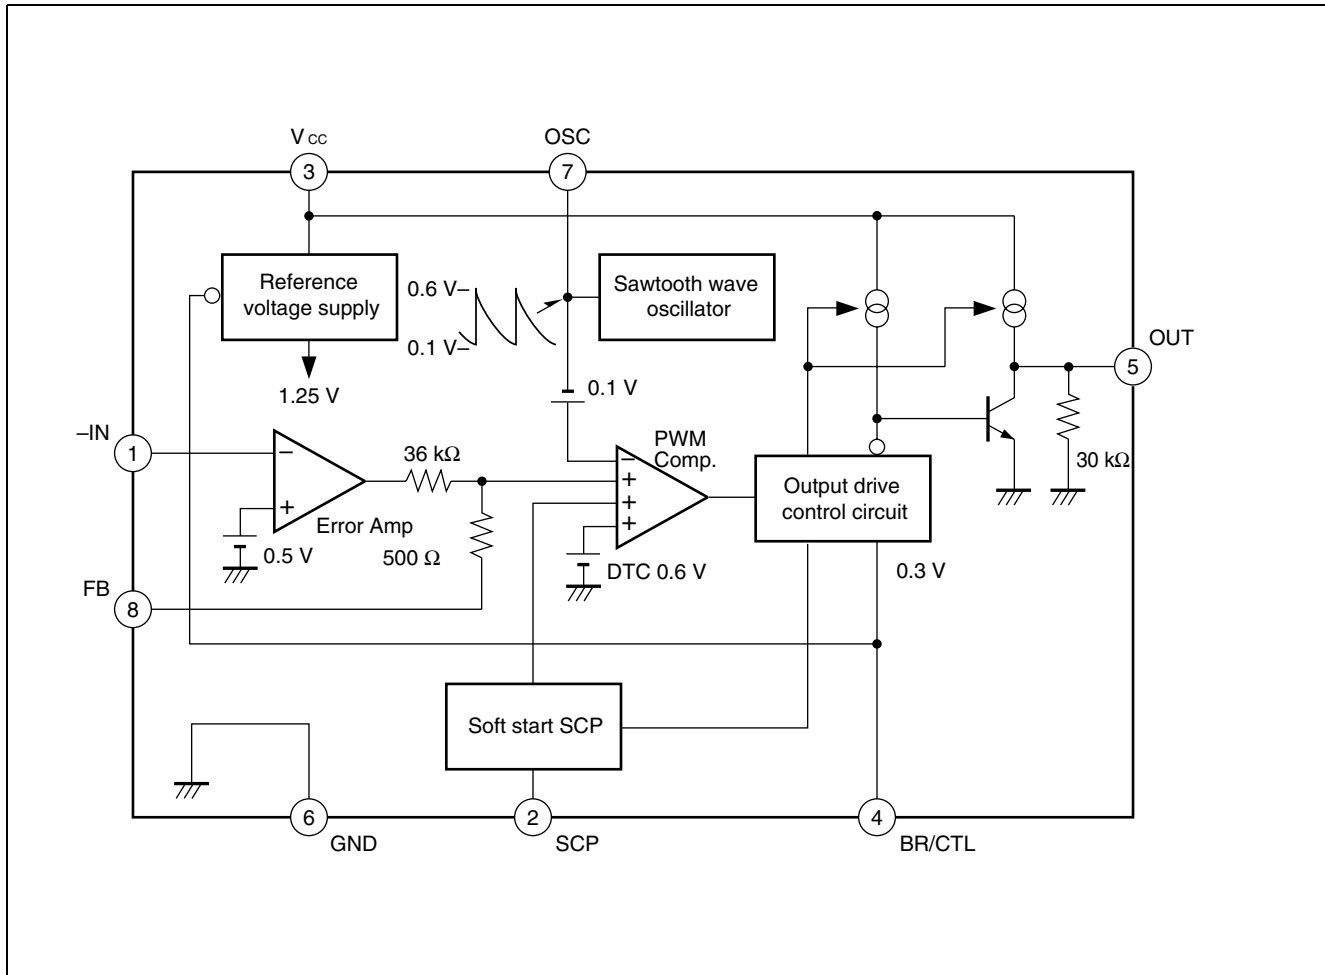 VCC
OSC
3
7
Reference
voltage supply
0.6 V
0.1 V
Sawtooth wave
oscillator
1.25 V
0.1 V
OUT
5
–IN
1
−
+
Error Amp
0.5 V
36 kΩ
500 Ω
PWM
Comp.
−
+
+
+
DTC 0.6 V
Output drive
control circuit
30 kΩ
0.3 V
FB
8
Soft start SCP
6
GND
2
SCP
4
BR/CTL